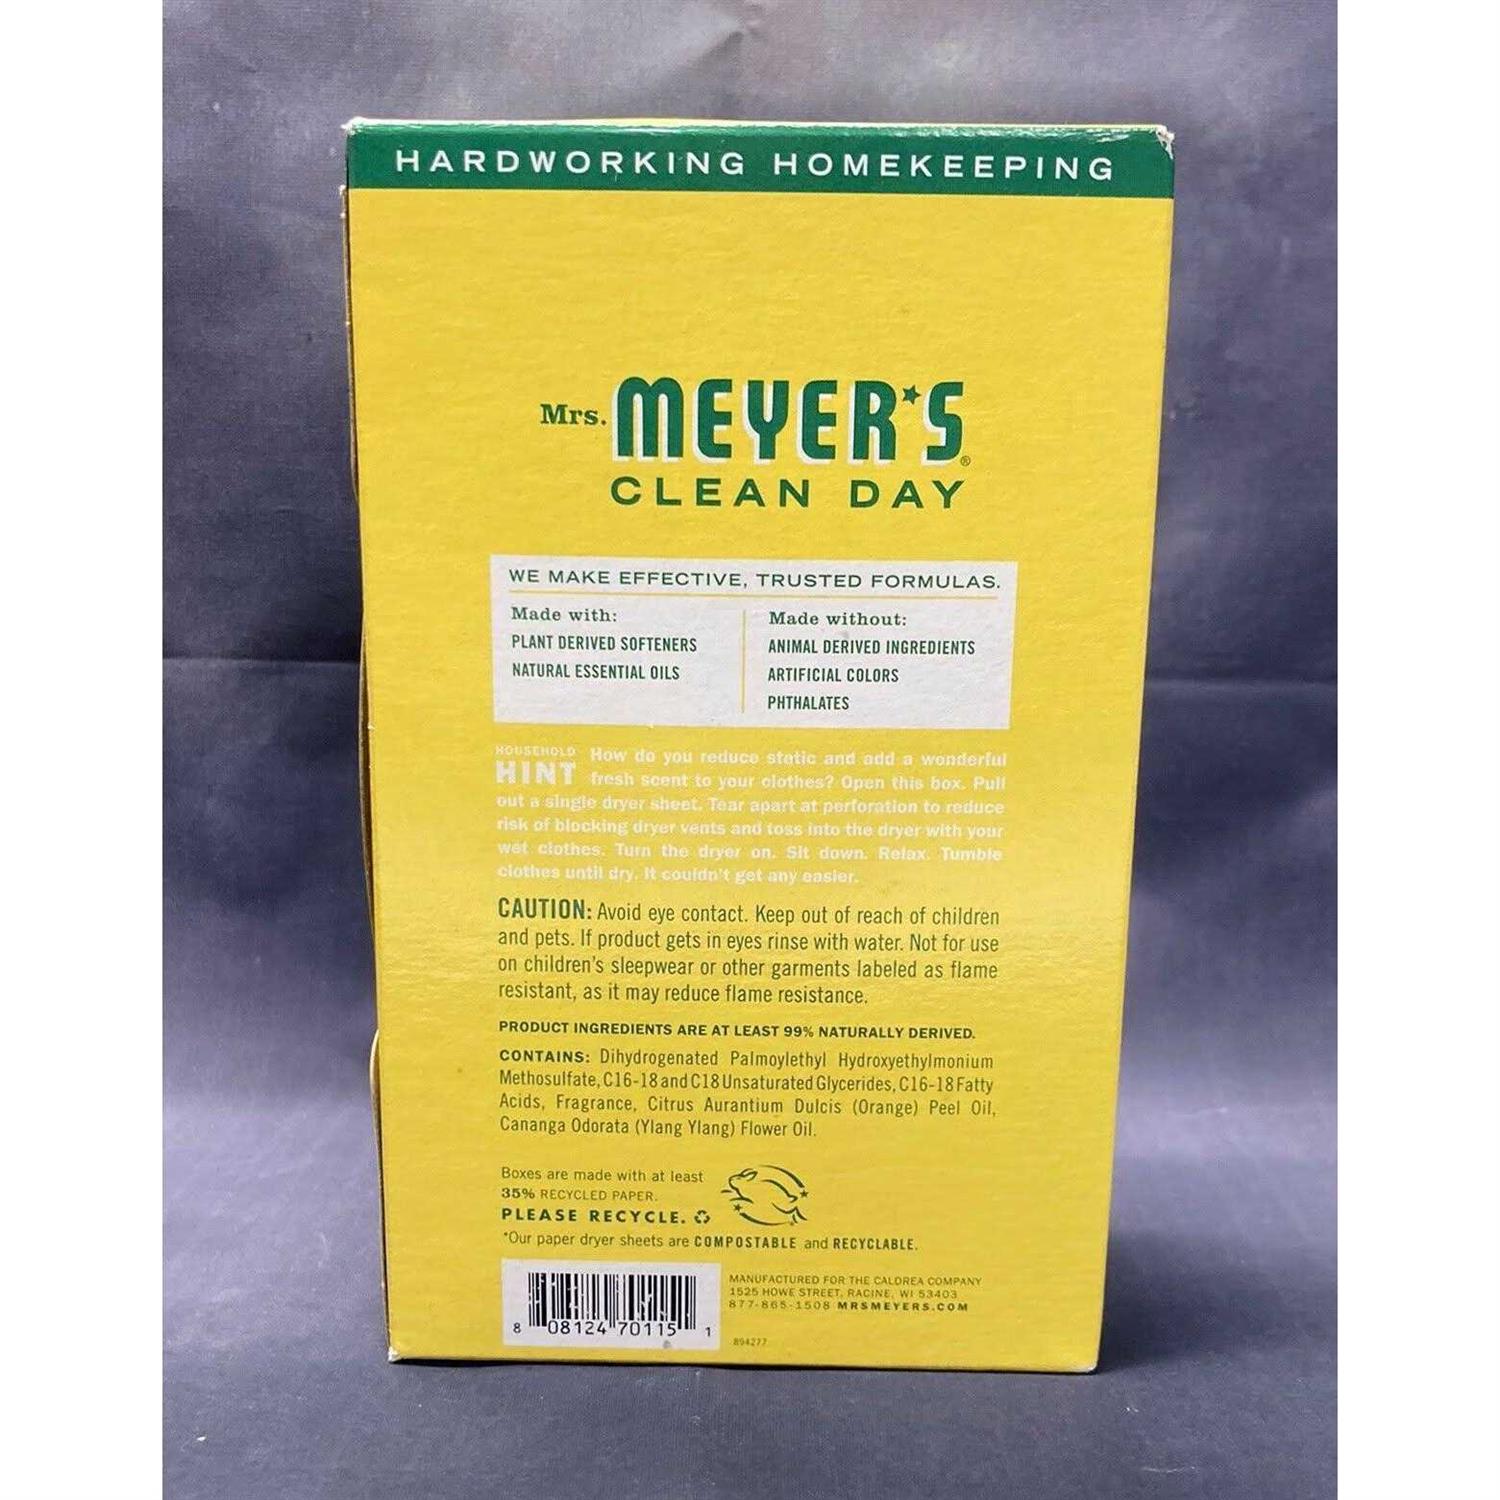 HARDWORKING HOMEKEEPING
Mrs. MEYER'S®
CLEAN DAY
WE MAKE EFFECTIVE, TRUSTED FORMULAS.
Made with:
PLANT DERIVED SOFTENERS
NATURAL ESSENTIAL OILS
Made without:
ANIMAL DERIVED INGREDIENTS
ARTIFICIAL COLORS
PHTHALATES
HOUSEHOLD
HINT
How do you reduce static and add a wonderful
fresh scent to your clothes? Open this box. Pull
out a single dryer sheet. Tear apart at perforation to reduce
risk of blocking dryer vents and toss into the dryer with your
wet clothes. Turn the dryer on. Sit down. Relax. Tumble
clothes until dry. It couldn't get any easier.
CAUTION: Avoid eye contact. Keep out of reach of children
and pets. If product gets in eyes rinse with water. Not for use
on children's sleepwear or other garments labeled as flame
resistant, as it may reduce flame resistance.
PRODUCT INGREDIENTS ARE AT LEAST 99% NATURALLY DERIVED.
CONTAINS: Dihydrogenated Palmoylethyl Hydroxyethylmonium
Methosulfate, C16-18 and C18 Unsaturated Glycerides, C16-18 Fatty
Acids, Fragrance, Citrus Aurantium Dulcis (Orange) Peel Oil,
Cananga Odorata (Ylang Ylang) Flower Oil.
Boxes are made with at least
35% RECYCLED PAPER.
PLEASE RECYCLE.
*Our paper dryer sheets are COMPOSTABLE and RECYCLABLE.
8 08124 70115 1
MANUFACTURED FOR THE CALDREA COMPANY
1525 HOWE STREET, RACINE, WI 53403
877-865-1508 MRSMEYERS.COM
894277